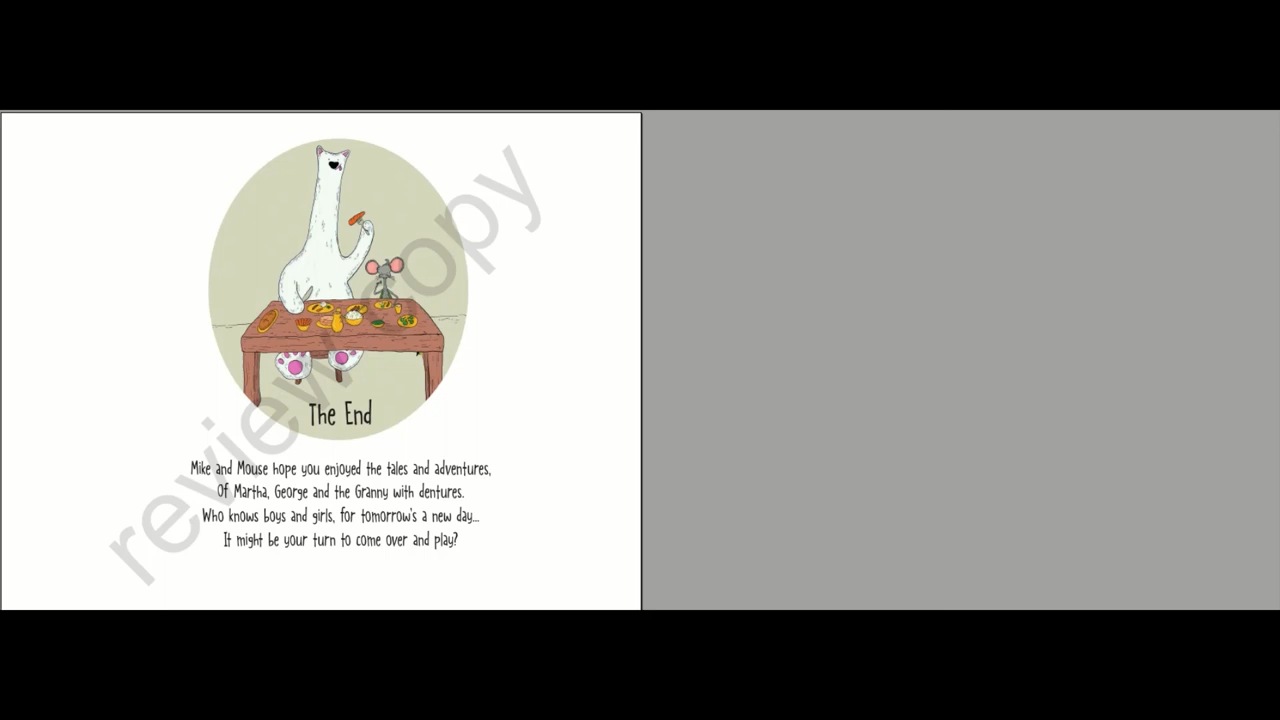 The End
Mike and Mouse hope you enjoyed the tales and adventures,
Of Martha, George and the Granny with dentures.
Who knows boys and girls, for tomorrow's a new day...
It might be your turn to come over and play?
review copy